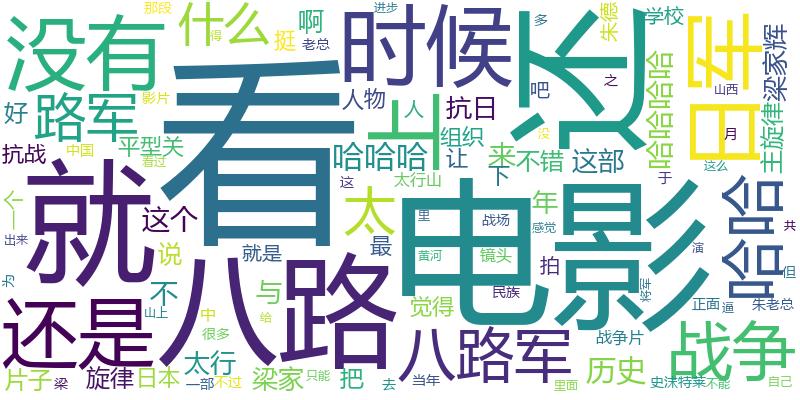 那段
进步
没有
什么
得
啊
挺
老总
时候
还
多
朱德
学校
日军
梁家辉
好
路军
影片
看
人物
上
人
抗日
吧
之
山西
哈哈哈哈
月
主旋律
抗战
中国
平型关
看过
哈哈哈
组织
让
来
不错
这部
没
这么
个
就
这个
这
太行山
下
于
太
年
哈哈
出来
说
就是
最
里
战场
感觉
电影
共
为
不
与
黄河
镜头
拍
演
但
还是
山上
八路
中
很多
给
觉得
民族
将军
正面
逼
朱老总
太行
八路军
战争片
战争
片子
梁
旋律
日本
一部
不过
梁家
只能
把
去
当年
里面
历史
史沫特莱
不能
自己